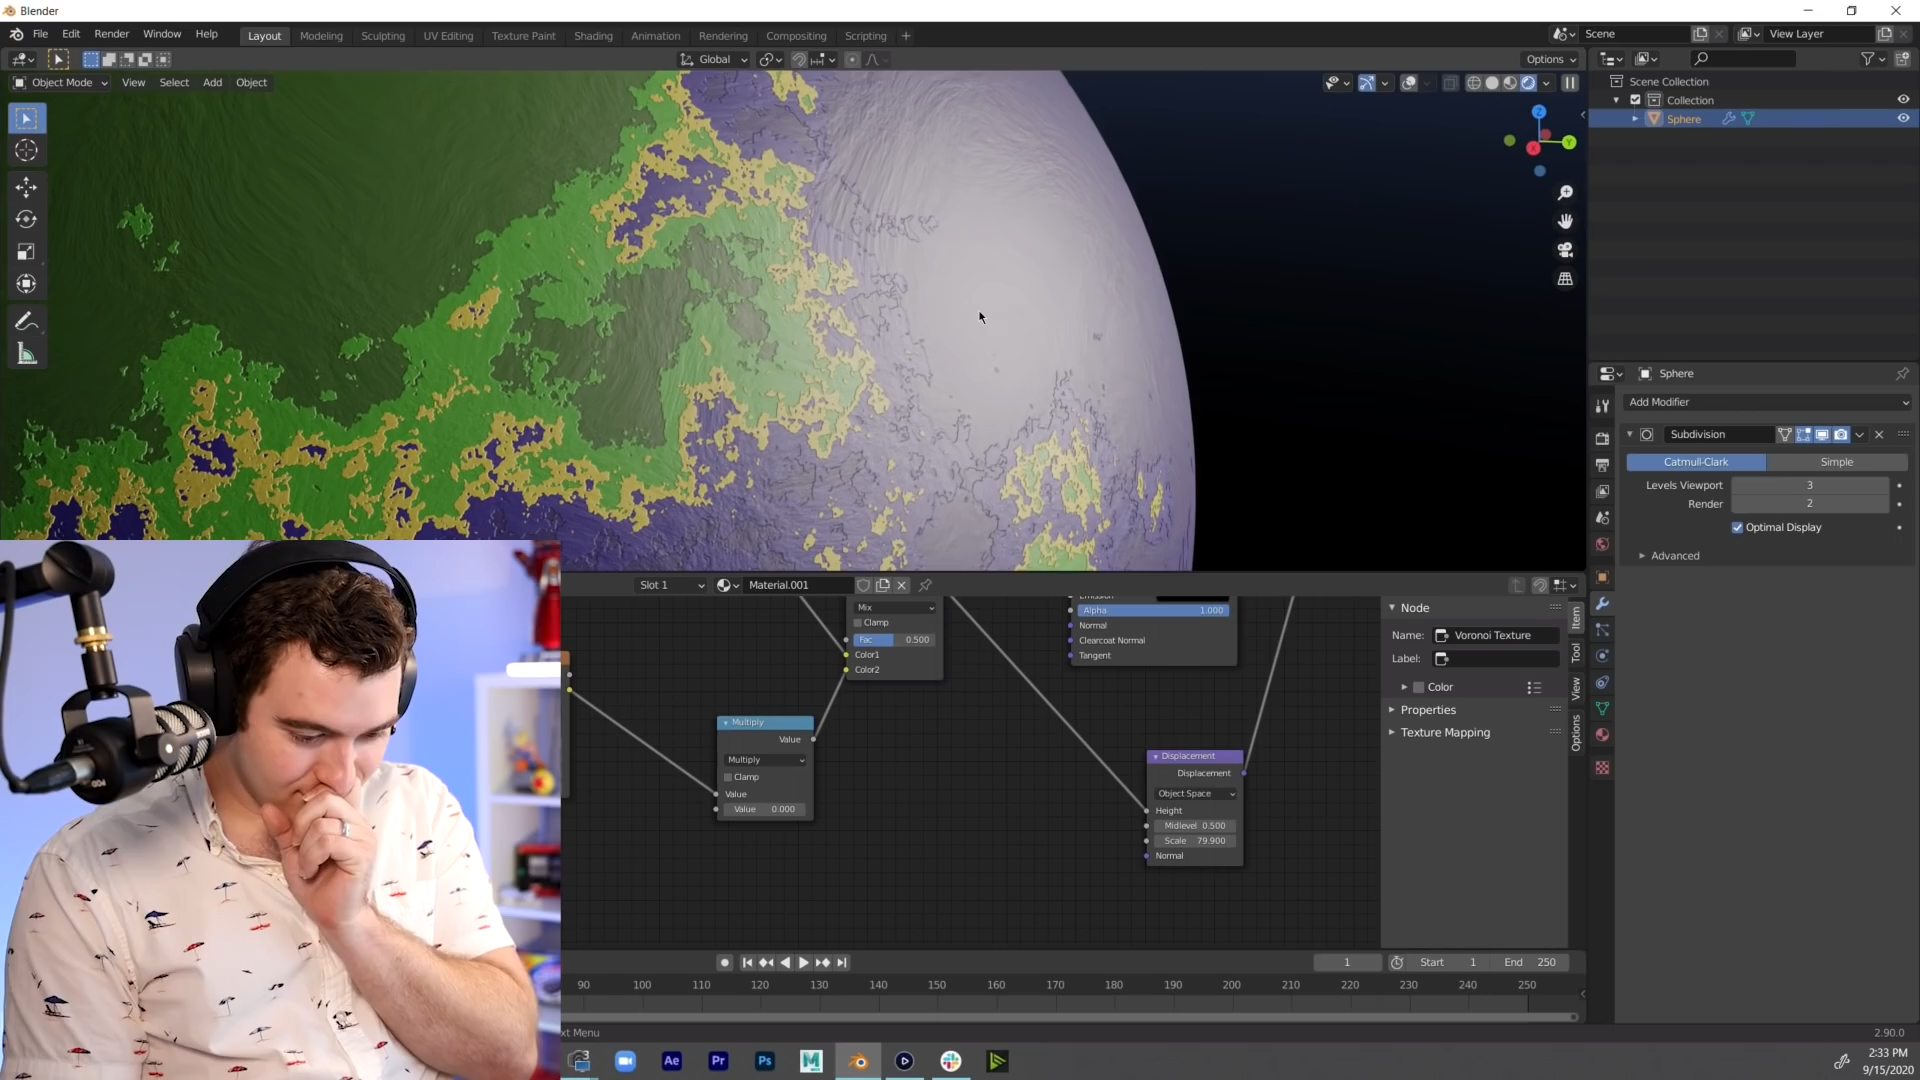 Blender
File Edit Render Window Help Layout Modeling Sculpting UV Editing Texture Paint Shading Animation Rendering Compositing Scripting + Scene View Layer
Global Options
Object Mode View Select Add Object
Scene Collection
Collection
Sphere
Z
Y
X
Sphere
Add Modifier
Subdivision
Catmull-Clark Simple
Levels Viewport 3
Render 2
Optimal Display
Advanced
Slot 1 Material.001
Mix
Clamp
Fac 0.500
Color1
Color2
Emission
Alpha 1.000
Normal
Clearcoat Normal
Tangent
Multiply
Value
Multiply
Clamp
Value
Value 0.000
Displacement
Displacement
Object Space
Height
Midlevel 0.500
Scale 79.900
Normal
Node
Name: Voronoi Texture
Label:
Color
Properties
Texture Mapping
Item
Tool
View
Options
1 Start 1 End 250
90 100 110 120 130 140 150 160 170 180 190 200 210 220 230 240 250
xt Menu 2.90.0
Ae Pr Ps M
2:33 PM
9/15/2020